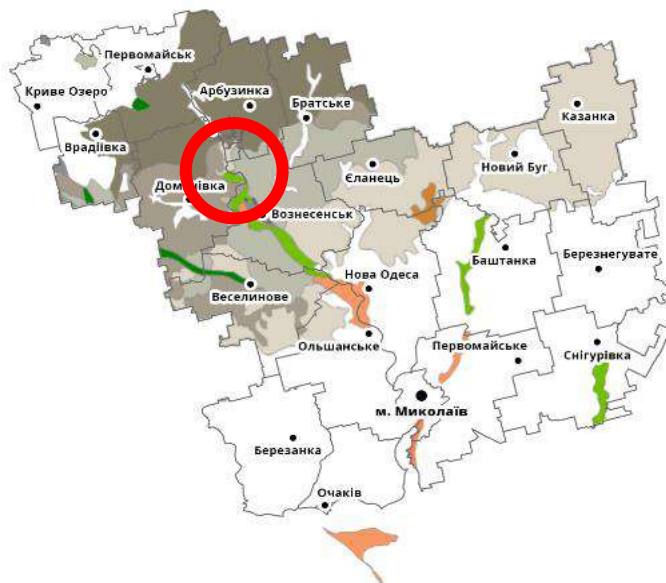 Первомайськ
Криве Озеро
Арбузинка
Братське
Казанка
Врадіївка
Єланець
Новий Буг
Вознесенськ
Баштанка
Березнегувате
Нова Одеса
Веселинове
Ольшанське
Первомайське
Снігурівка
м. Миколаїв
Березанка
Очаків